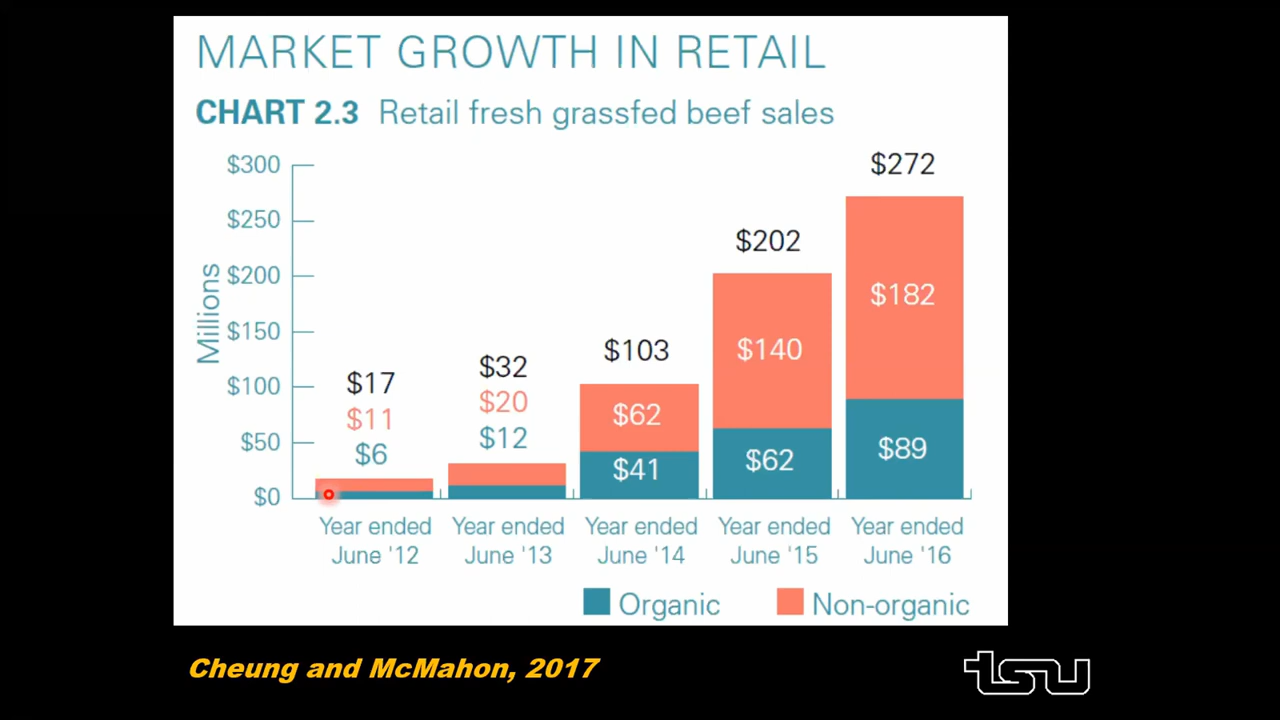 MARKET GROWTH IN RETAIL
CHART 2.3 Retail fresh grassfed beef sales
Millions
$300
$250
$200
$150
$100
$50
$0
$17
$11
$6
$32
$20
$12
$103
$62
$41
$202
$140
$62
$272
$182
$89
Year ended
June '12
Year ended
June '13
Year ended
June '14
Year ended
June '15
Year ended
June '16
Organic
Non-organic
Cheung and McMahon, 2017
tsu